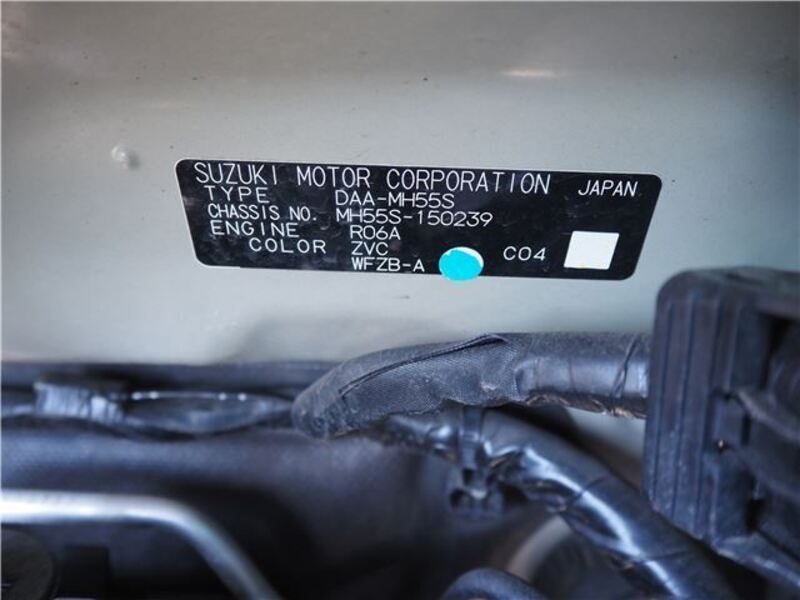 SUZUKI MOTOR CORPORATION JAPAN
TYPE DAA-MH55S
CHASSIS NO. MH55S-150239
ENGINE R06A
COLOR ZVC
WFZB-A C04